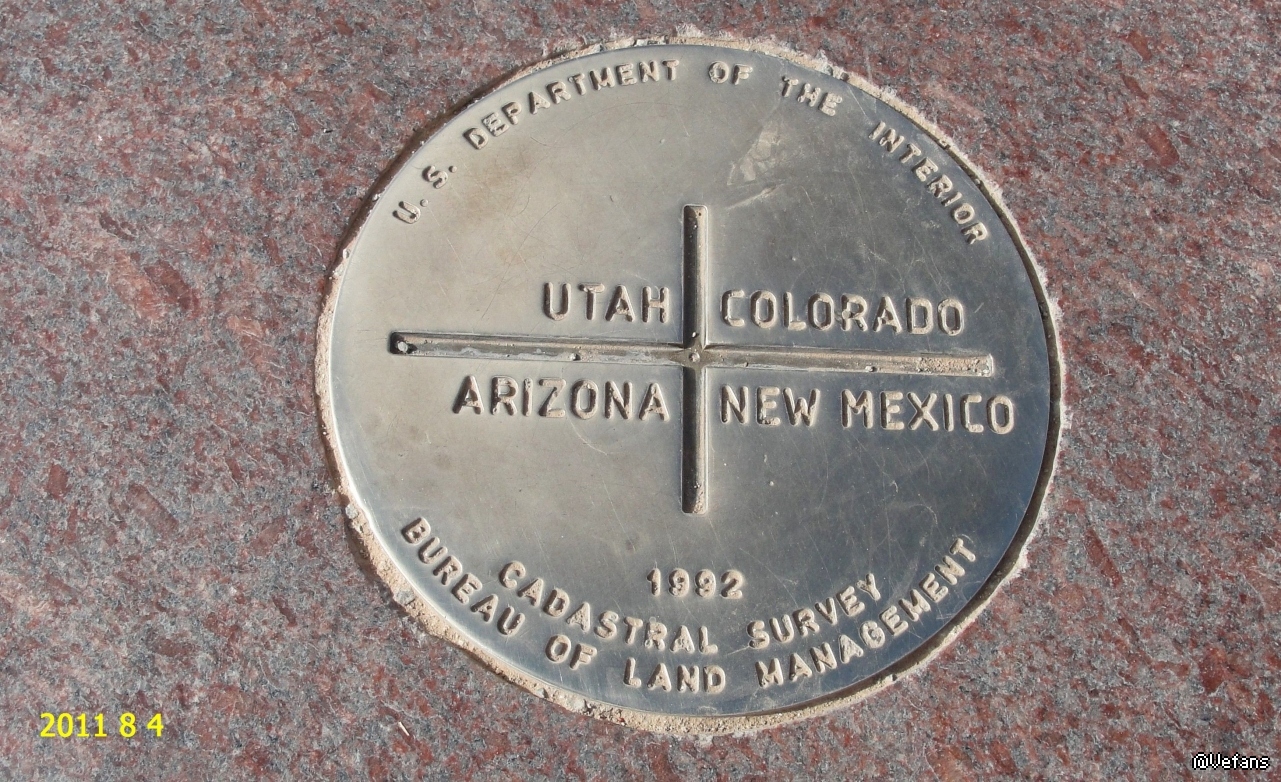 U. S. DEPARTMENT OF THE INTERIOR
UTAH COLORADO
ARIZONA NEW MEXICO
1992
CADASTRAL SURVEY
BUREAU OF LAND MANAGEMENT
2011 8 4
@Wefans